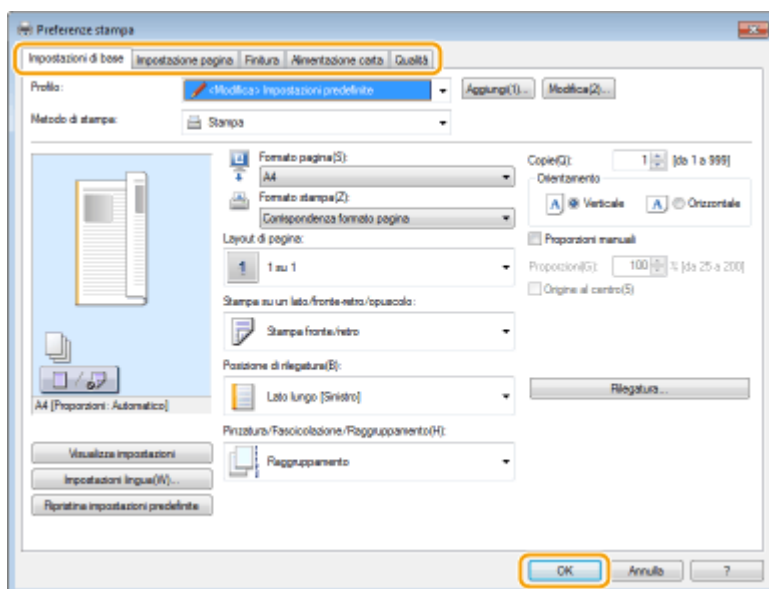 Preferenze stampa
Impostazioni di base Impostazione pagina Finitura Alimentazione carta Qualità
Profilo: <Modifica> Impostazioni predefinite Aggiungi(1)... Modifica(2)...
Metodo di stampa: Stampa
Formato pagina(S):
A4
Formato stampa(Z):
Corrispondenza formato pagina
Copie(Q): 1 [da 1 a 999]
Orientamento
A Verticale A Orizzontale
Layout di pagina:
1 1 su 1
Proporzioni manuali
Proporzioni(G): 100 % [da 25 a 200]
Origine al centro(5)
Stampa su un lato/fronte-retro/opuscolo:
Stampa fronte/retro
Posizione di rilegatura(B):
Lato lungo [Sinistro]
Rilegatura...
A4 [Proporzioni: Automatico]
Pinzatura/Fascicolazione/Raggruppamento(H):
Raggruppamento
Visualizza impostazioni
Impostazioni lingua(W)...
Ripristina impostazioni predefinite
OK Annulla ?